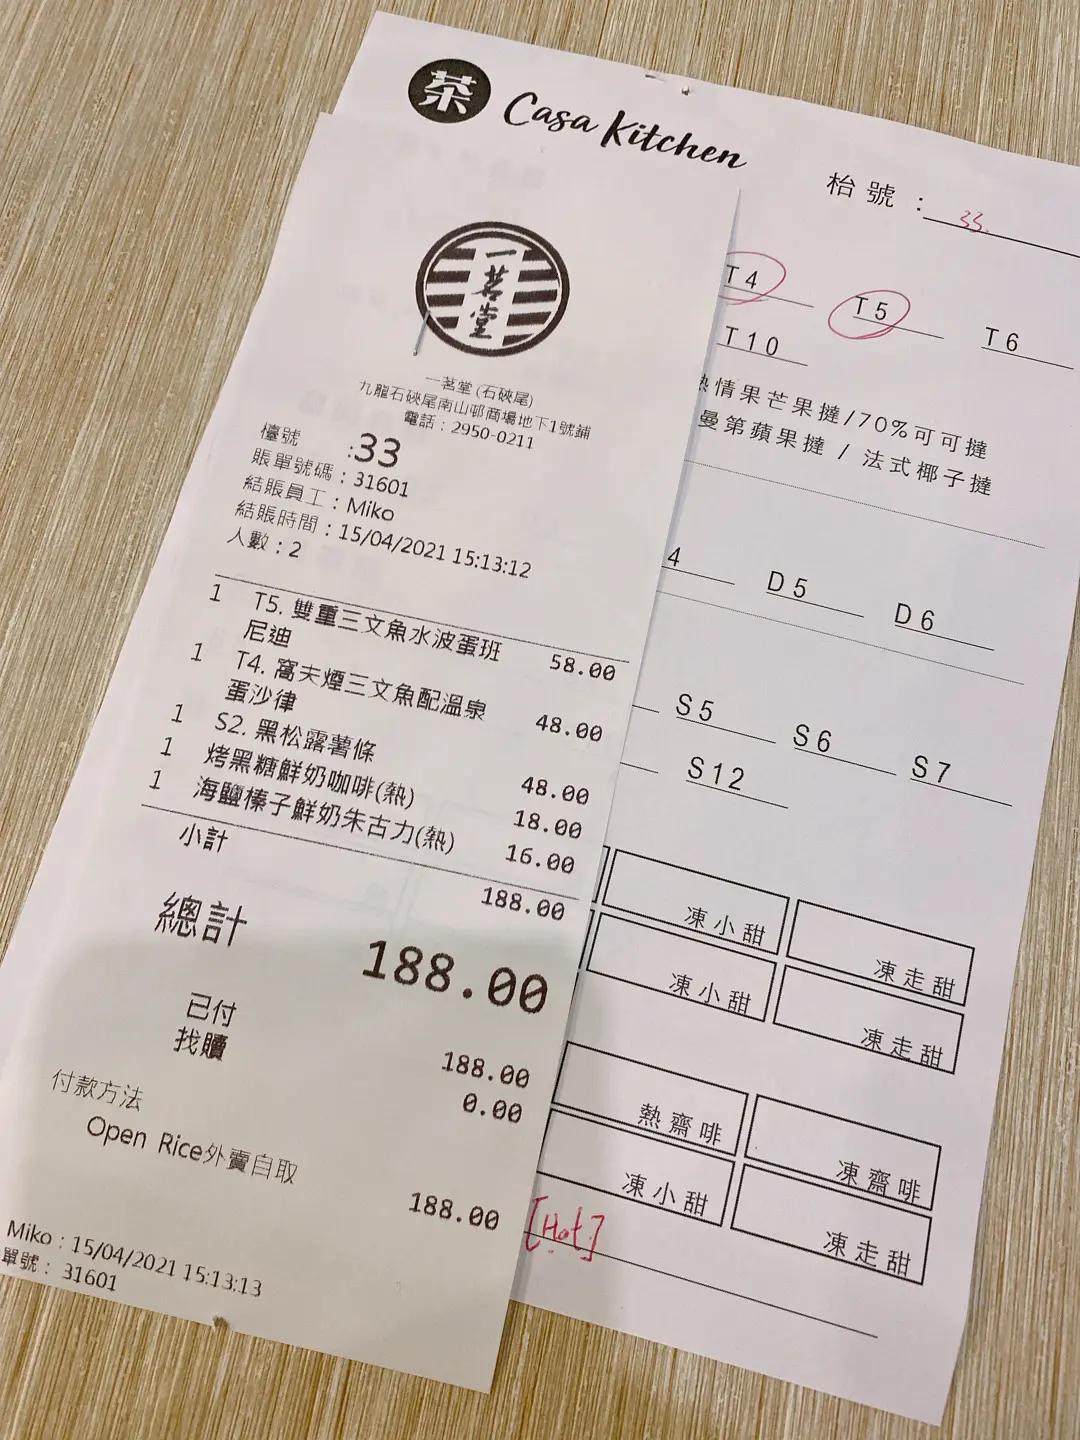 茶 Casa Kitchen
枱號：33.
一茗堂
一茗堂 (石硤尾)
九龍石硤尾南山邨商場地下1號鋪
電話：2950-0211
檯號 :33
賬單號碼：31601
結賬員工：Miko
結賬時間：15/04/2021 15:13:12
人數：2
1 T5. 雙重三文魚水波蛋班
尼迪 58.00
1 T4. 窩夫煙三文魚配溫泉
蛋沙律 48.00
1 S2. 黑松露薯條 48.00
1 烤黑糖鮮奶咖啡(熱) 18.00
1 海鹽榛子鮮奶朱古力(熱) 16.00
小計 188.00
總計 188.00
已付 188.00
找贖 0.00
付款方法
Open Rice外賣自取 188.00
Miko：15/04/2021 15:13:13
單號：31601
T4 T5 T6
T10
熱情果芒果撻/70%可可撻
曼第蘋果撻 / 法式椰子撻
4 D5 D6
S5 S6 S7
S12
凍小甜 凍走甜
凍小甜 凍走甜
熱齋啡 凍齋啡
凍小甜 凍走甜
[Hot]